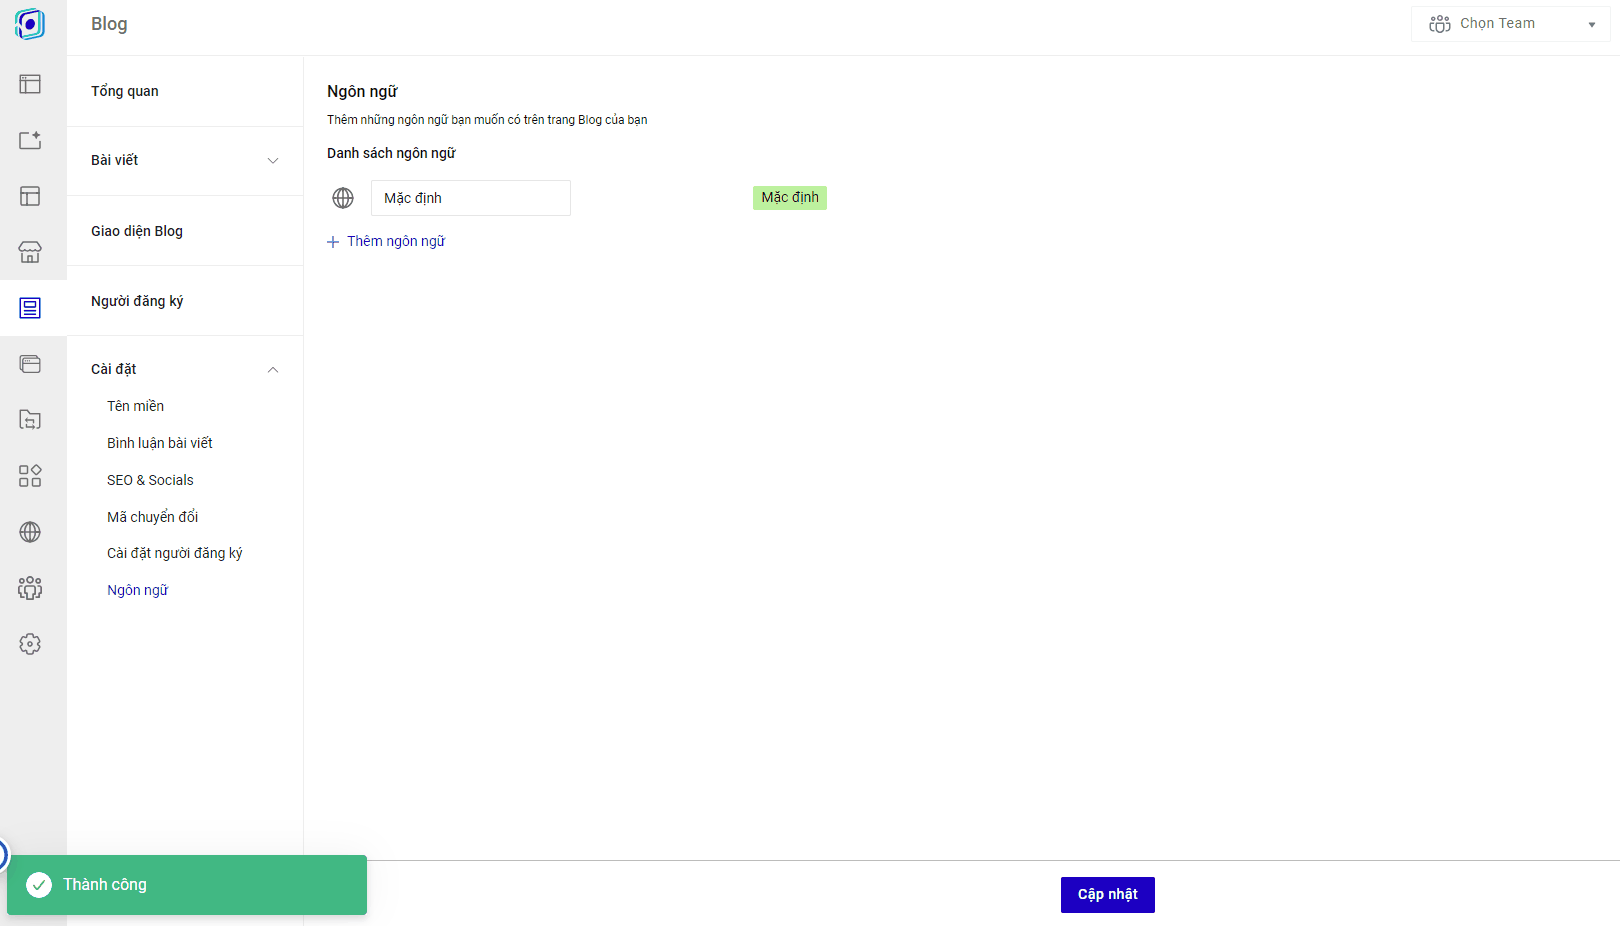 Blog
Chọn Team
Tổng quan
Bài viết
Giao diện Blog
Người đăng ký
Cài đặt
Tên miền
Bình luận bài viết
SEO & Socials
Mã chuyển đổi
Cài đặt người đăng ký
Ngôn ngữ
Ngôn ngữ
Thêm những ngôn ngữ bạn muốn có trên trang Blog của bạn
Danh sách ngôn ngữ
Mặc định
Mặc định
Thêm ngôn ngữ
Thành công
Cập nhật